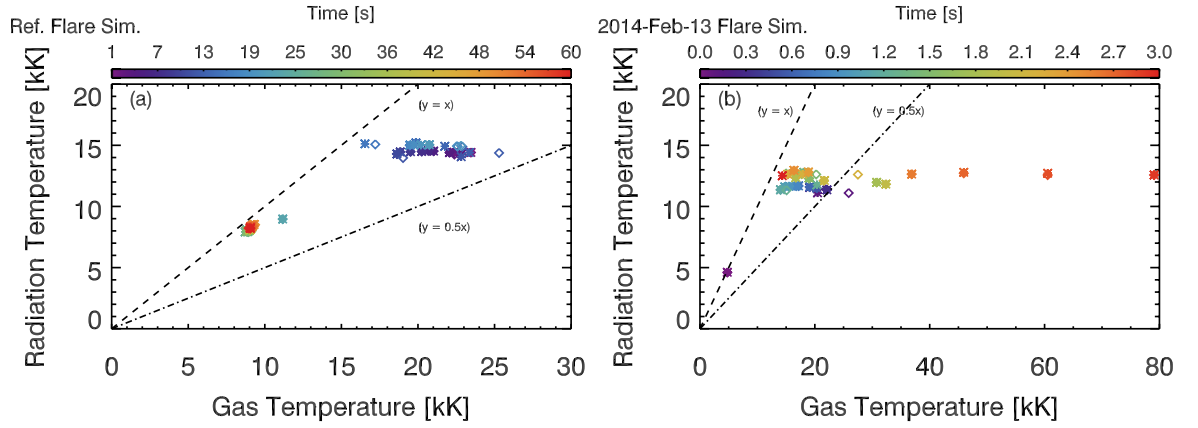 Time [s]
Ref. Flare Sim.
1 7 13 19 25 30 36 42 48 54 60
(a)
(y = x)
(y = 0.5x)
Radiation Temperature [kK]
20
15
10
5
0
0 5 10 15 20 25 30
Gas Temperature [kK]
Time [s]
2014-Feb-13 Flare Sim.
0.0 0.3 0.6 0.9 1.2 1.5 1.8 2.1 2.4 2.7 3.0
(b)
(y = x) (y = 0.5x)
Radiation Temperature [kK]
20
15
10
5
0
0 20 40 60 80
Gas Temperature [kK]